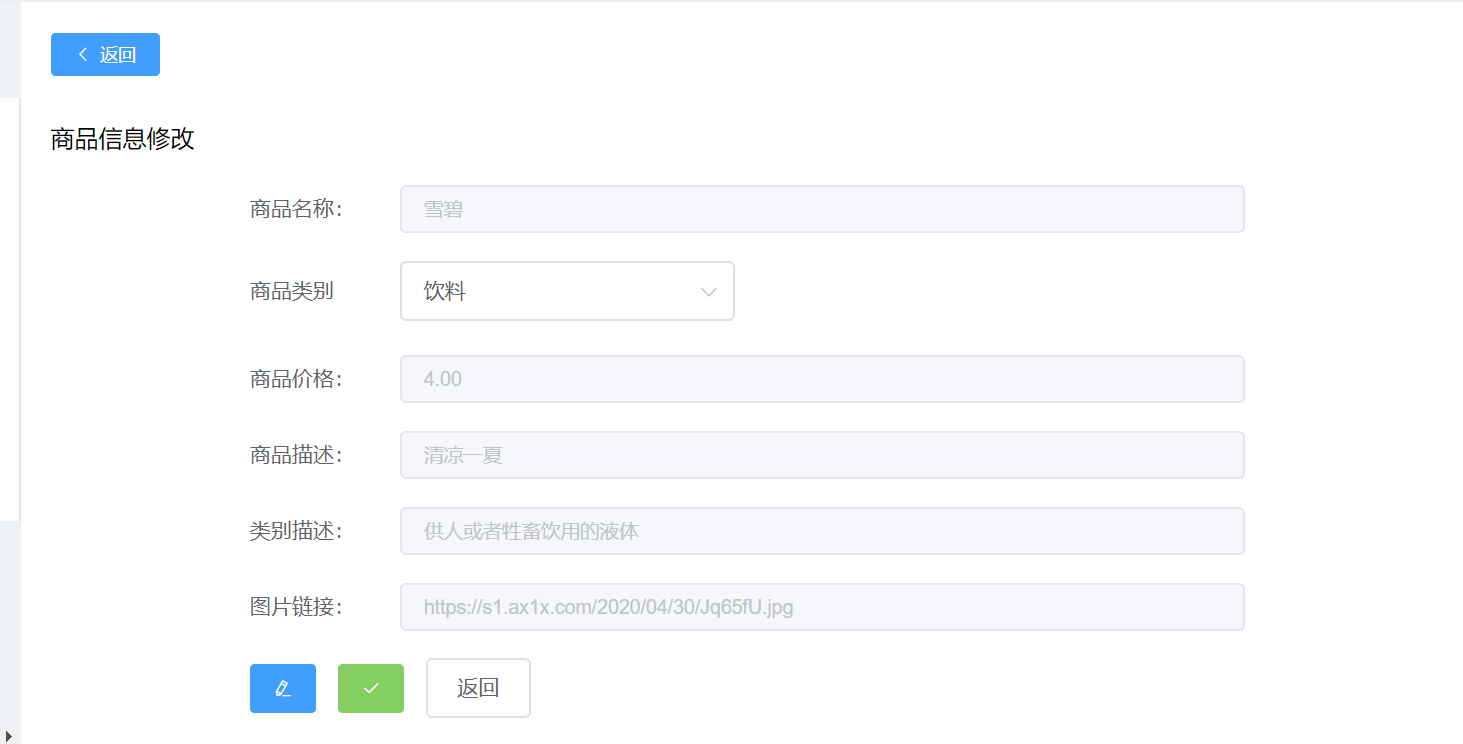 返回
商品信息修改
商品名称： 雪碧
商品类别 饮料
商品价格： 4.00
商品描述： 清凉一夏
类别描述： 供人或者牲畜饮用的液体
图片链接： https://s1.ax1x.com/2020/04/30/Jq65fU.jpg
返回